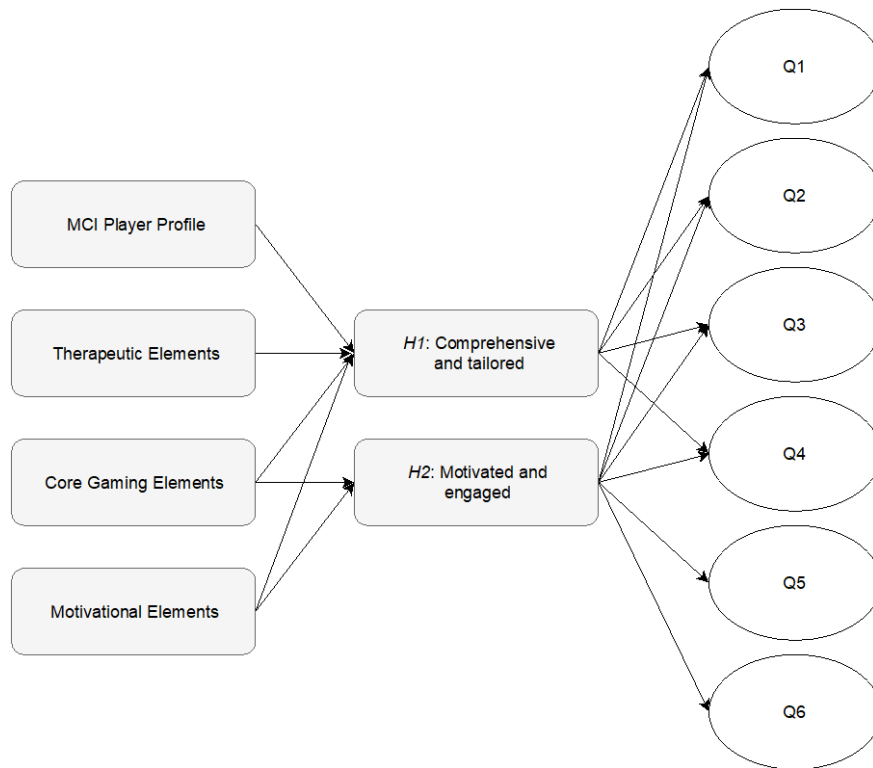 MCI Player Profile
Therapeutic Elements
Core Gaming Elements
Motivational Elements
H1: Comprehensive
and tailored
H2: Motivated and
engaged
Q1
Q2
Q3
Q4
Q5
Q6